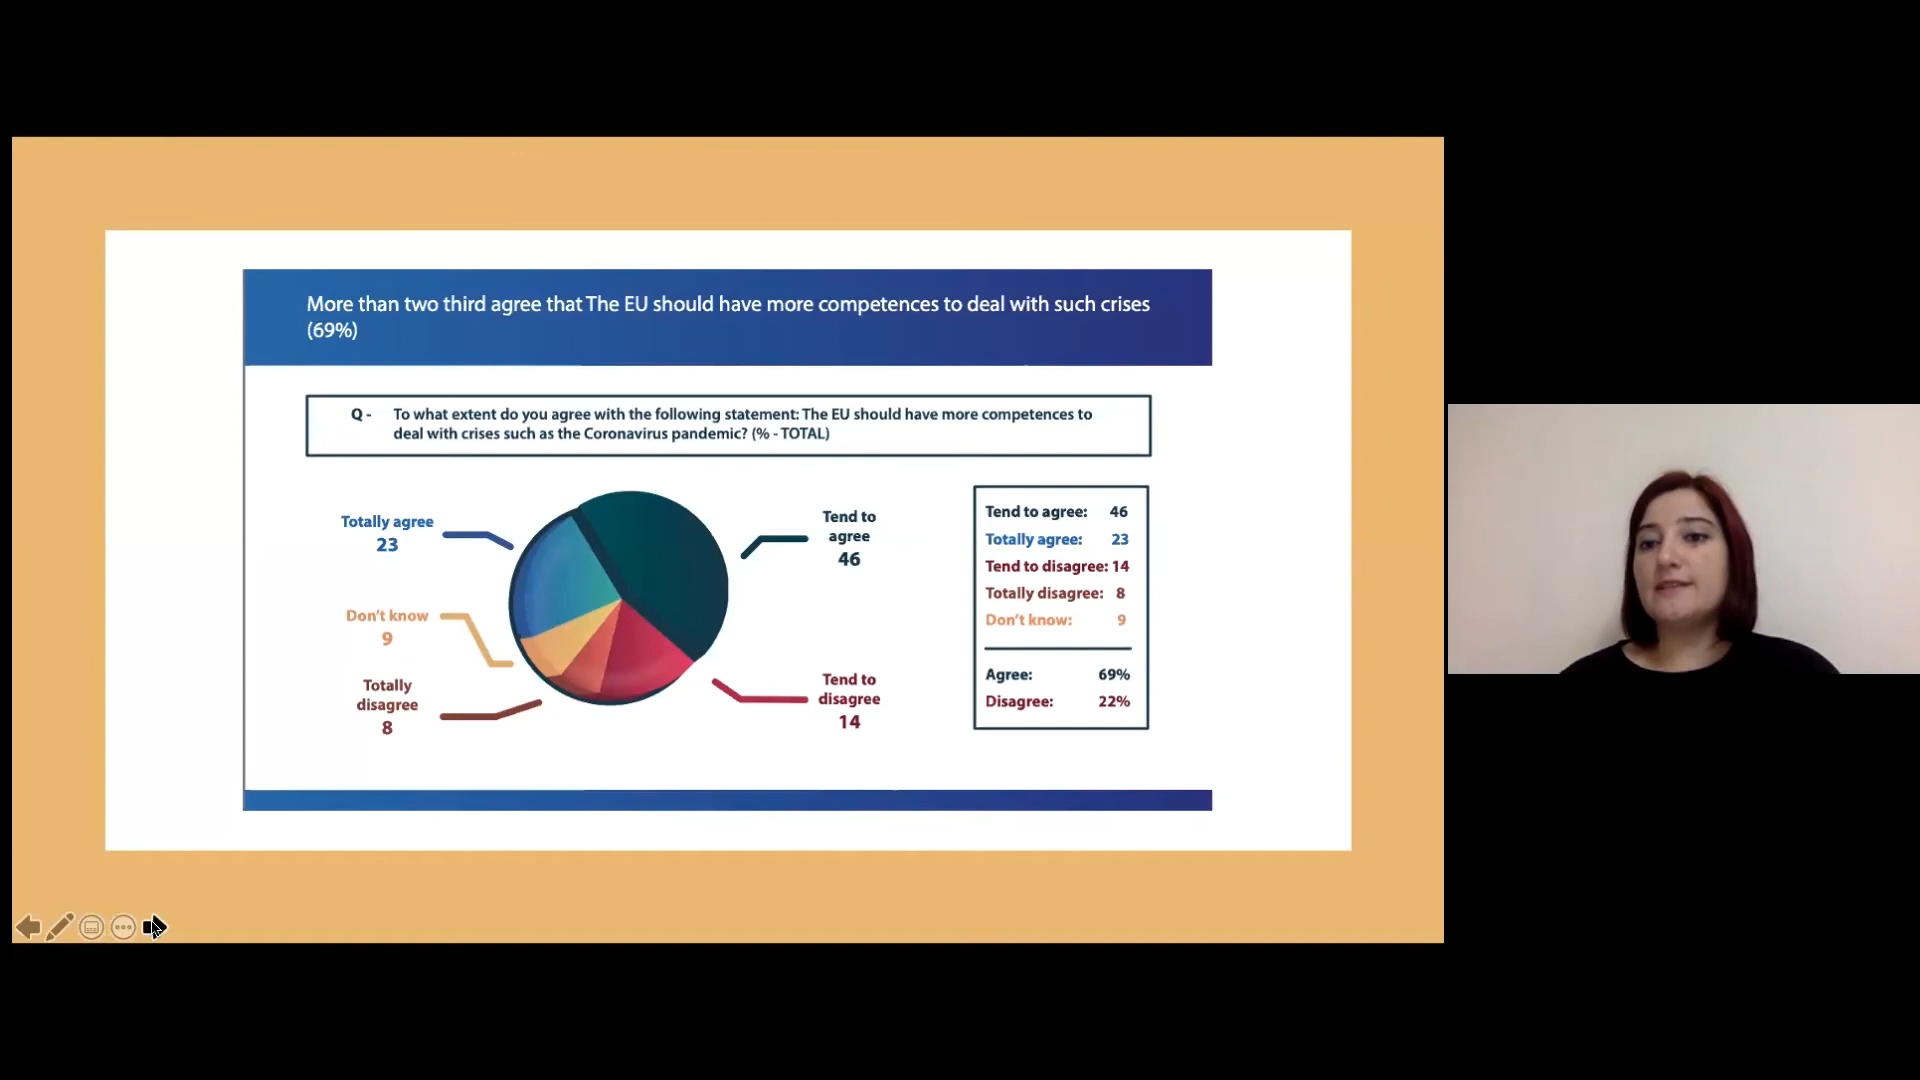 More than two third agree that The EU should have more competences to deal with such crises
(69%)
Q - To what extent do you agree with the following statement: The EU should have more competences to
deal with crises such as the Coronavirus pandemic? (% - TOTAL)
Totally agree
23
Don’t know
9
Totally
disagree
8
Tend to
agree
46
Tend to
disagree
14
Tend to agree: 46
Totally agree: 23
Tend to disagree: 14
Totally disagree: 8
Don’t know: 9
Agree: 69%
Disagree: 22%